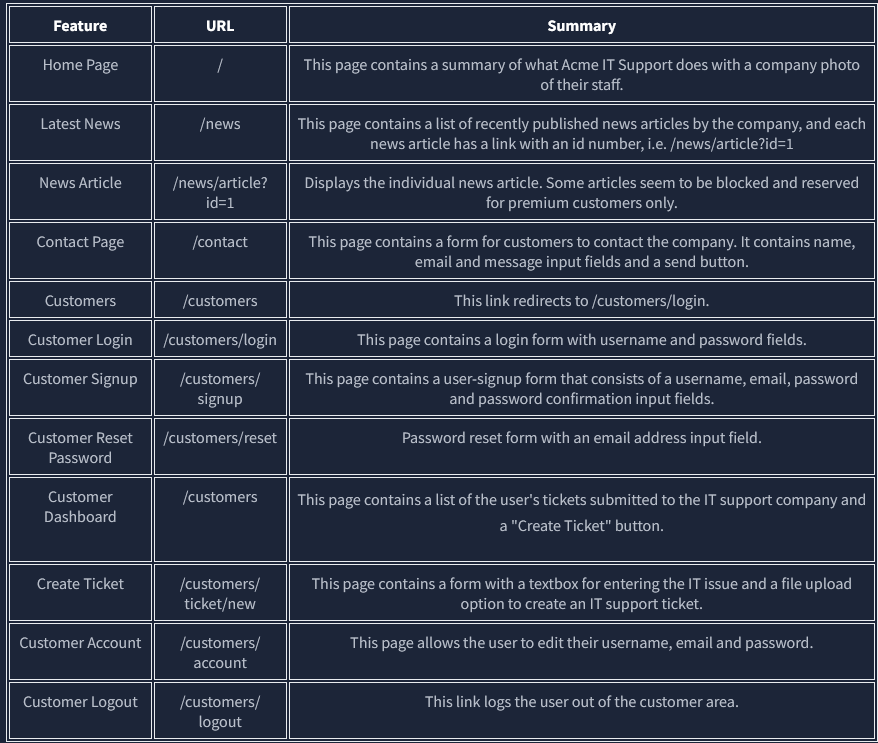 Feature URL Summary
Home Page / This page contains a summary of what Acme IT Support does with a company photo
of their staff.
Latest News /news This page contains a list of recently published news articles by the company, and each
news article has a link with an id number, i.e. /news/article?id=1
News Article /news/article? Displays the individual news article. Some articles seem to be blocked and reserved
id=1 for premium customers only.
Contact Page /contact This page contains a form for customers to contact the company. It contains name,
email and message input fields and a send button.
Customers /customers This link redirects to /customers/login.
Customer Login /customers/login This page contains a login form with username and password fields.
Customer Signup /customers/ This page contains a user-signup form that consists of a username, email, password
signup and password confirmation input fields.
Customer Reset /customers/reset Password reset form with an email address input field.
Password
Customer /customers This page contains a list of the user's tickets submitted to the IT support company and
Dashboard a "Create Ticket" button.
Create Ticket /customers/ This page contains a form with a textbox for entering the IT issue and a file upload
ticket/new option to create an IT support ticket.
Customer Account /customers/ This page allows the user to edit their username, email and password.
account
Customer Logout /customers/ This link logs the user out of the customer area.
logout